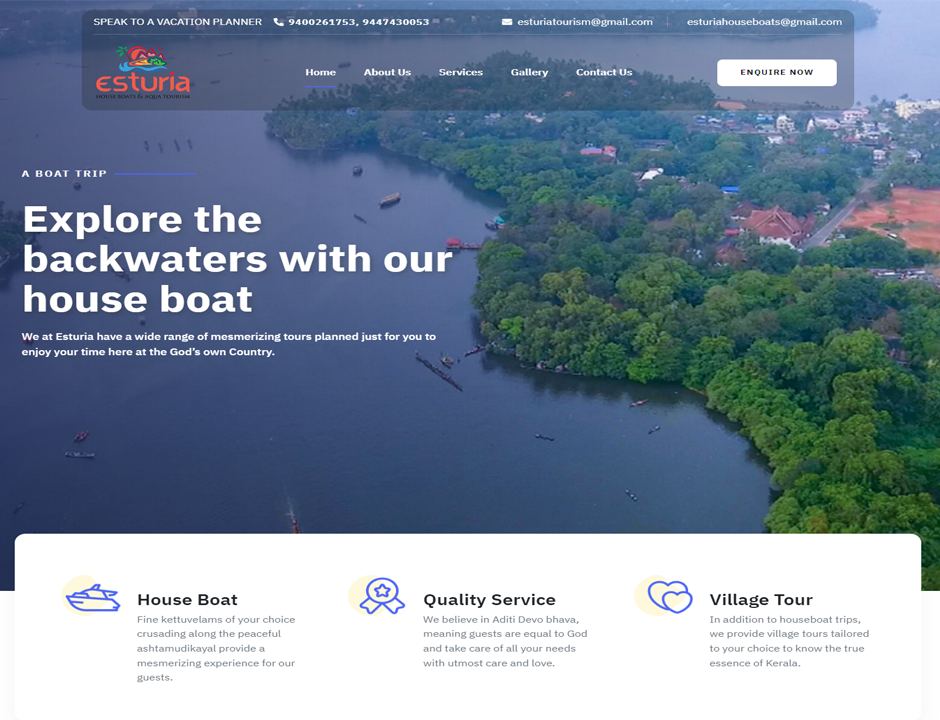 SPEAK TO A VACATION PLANNER 9400261753, 9447430053 esturiatourism@gmail.com esturiahouseboats@gmail.com
esturia
HOUSE BOATS & AQUA TOURISM
Home About Us Services Gallery Contact Us ENQUIRE NOW
A BOAT TRIP
Explore the
backwaters with our
house boat
We at Esturia have a wide range of mesmerizing tours planned just for you to
enjoy your time here at the God's own Country.
House Boat
Fine kettuvelams of your choice
crusading along the peaceful
ashtamudikayal provide a
mesmerizing experience for our
guests.
Quality Service
We believe in Aditi Devo bhava,
meaning guests are equal to God
and take care of all your needs
with utmost care and love.
Village Tour
In addition to houseboat trips,
we provide village tours tailored
to your choice to know the true
essence of Kerala.